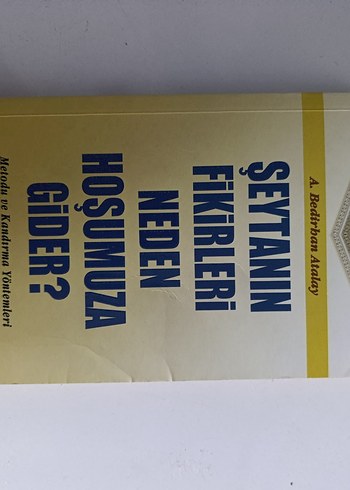 A. Bedirhan Atalay
ŞEYTANIN
FİKİRLERİ
NEDEN
HOŞUMUZA
GİDER?
Metodu ve Kandırma Yöntemleri